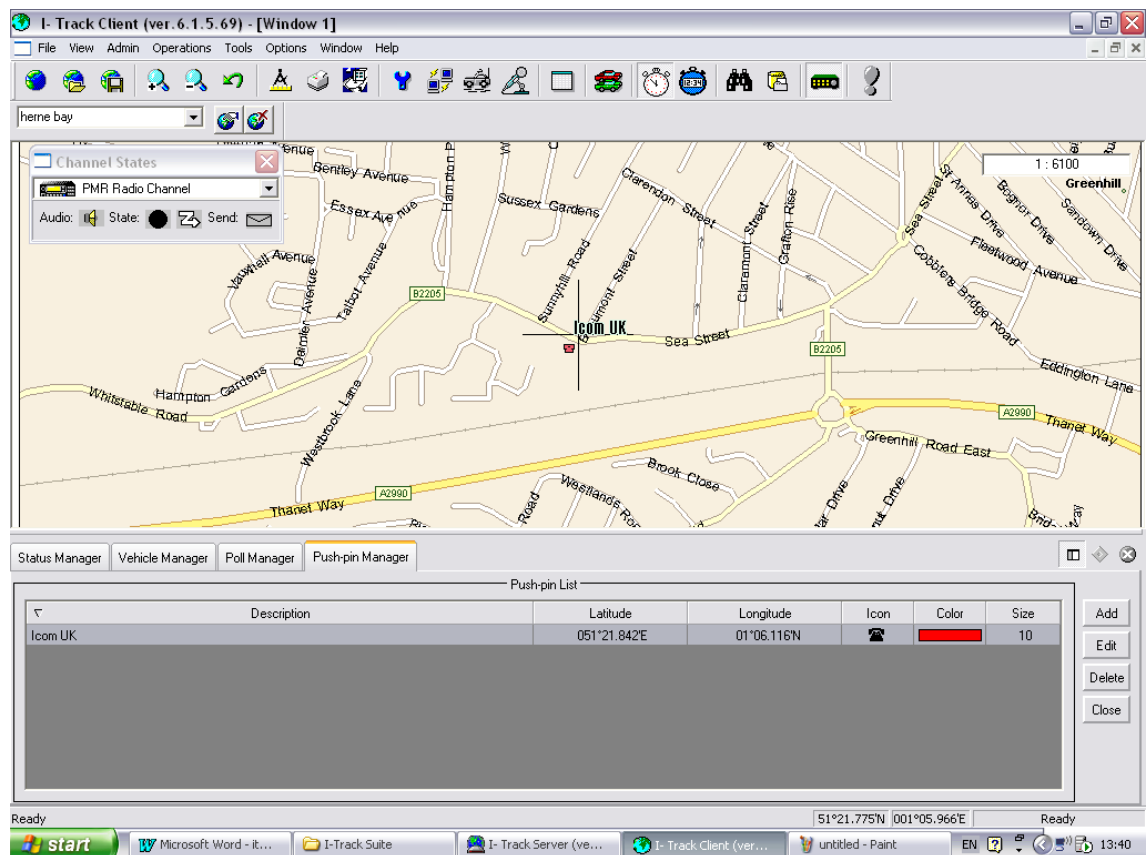 I- Track Client (ver.6.1.5.69) - [Window 1]
File View Admin Operations Tools Options Window Help
herne bay
Channel States
PMR Radio Channel
Audio: State: Send:
1 : 6100
Greenhill
Bentley Avenue
Essex Avenue
Sussex Gardens
Clarendon Street
Sea Street
St Annes Drive
Bognor Drive
Sandown Drive
Fleetwood Avenue
Vauxhall Avenue
Talbot Avenue
Daimler Avenue
Sunnyhill Road
Beaumont Street
Claramont Street
Grafton Rise
Cobblers Bridge Road
B2205
Icom_UK_
Sea Street
B2205
Eddington Lane
Hampton Gardens
Whitstable Road
Westbrook Lane
A2990
Thanet Way
Greenhill Road East
Brook Close
Westlands
A2990
Thanet Way
Road
Drive
Status Manager Vehicle Manager Poll Manager Push-pin Manager
Push-pin List
Description Latitude Longitude Icon Color Size
Icom UK 051°21.842'E 01°06.116'N 10
Add
Edit
Delete
Close
Ready 51°21.775'N 001°05.966'E Ready
start Microsoft Word - it... I-Track Suite I- Track Server (ve... I- Track Client (ver... untitled - Paint EN 13:40